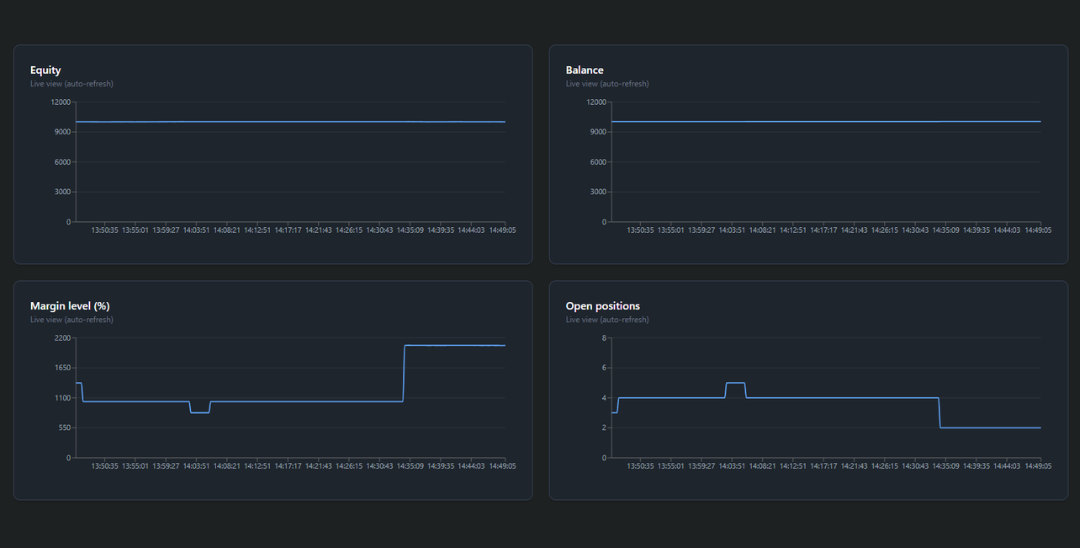 Equity
Live view (auto-refresh)
12000
9000
6000
3000
0
13:50:35 13:55:01 13:59:27 14:03:51 14:08:21 14:12:51 14:17:17 14:21:43 14:26:15 14:30:43 14:35:09 14:39:35 14:44:03 14:49:05
Balance
Live view (auto-refresh)
12000
9000
6000
3000
0
13:50:35 13:55:01 13:59:27 14:03:51 14:08:21 14:12:51 14:17:17 14:21:43 14:26:15 14:30:43 14:35:09 14:39:35 14:44:03 14:49:05
Margin level (%)
Live view (auto-refresh)
2200
1650
1100
550
0
13:50:35 13:55:01 13:59:27 14:03:51 14:08:21 14:12:51 14:17:17 14:21:43 14:26:15 14:30:43 14:35:09 14:39:35 14:44:03 14:49:05
Open positions
Live view (auto-refresh)
8
6
4
2
0
13:50:35 13:55:01 13:59:27 14:03:51 14:08:21 14:12:51 14:17:17 14:21:43 14:26:15 14:30:43 14:35:09 14:39:35 14:44:03 14:49:05